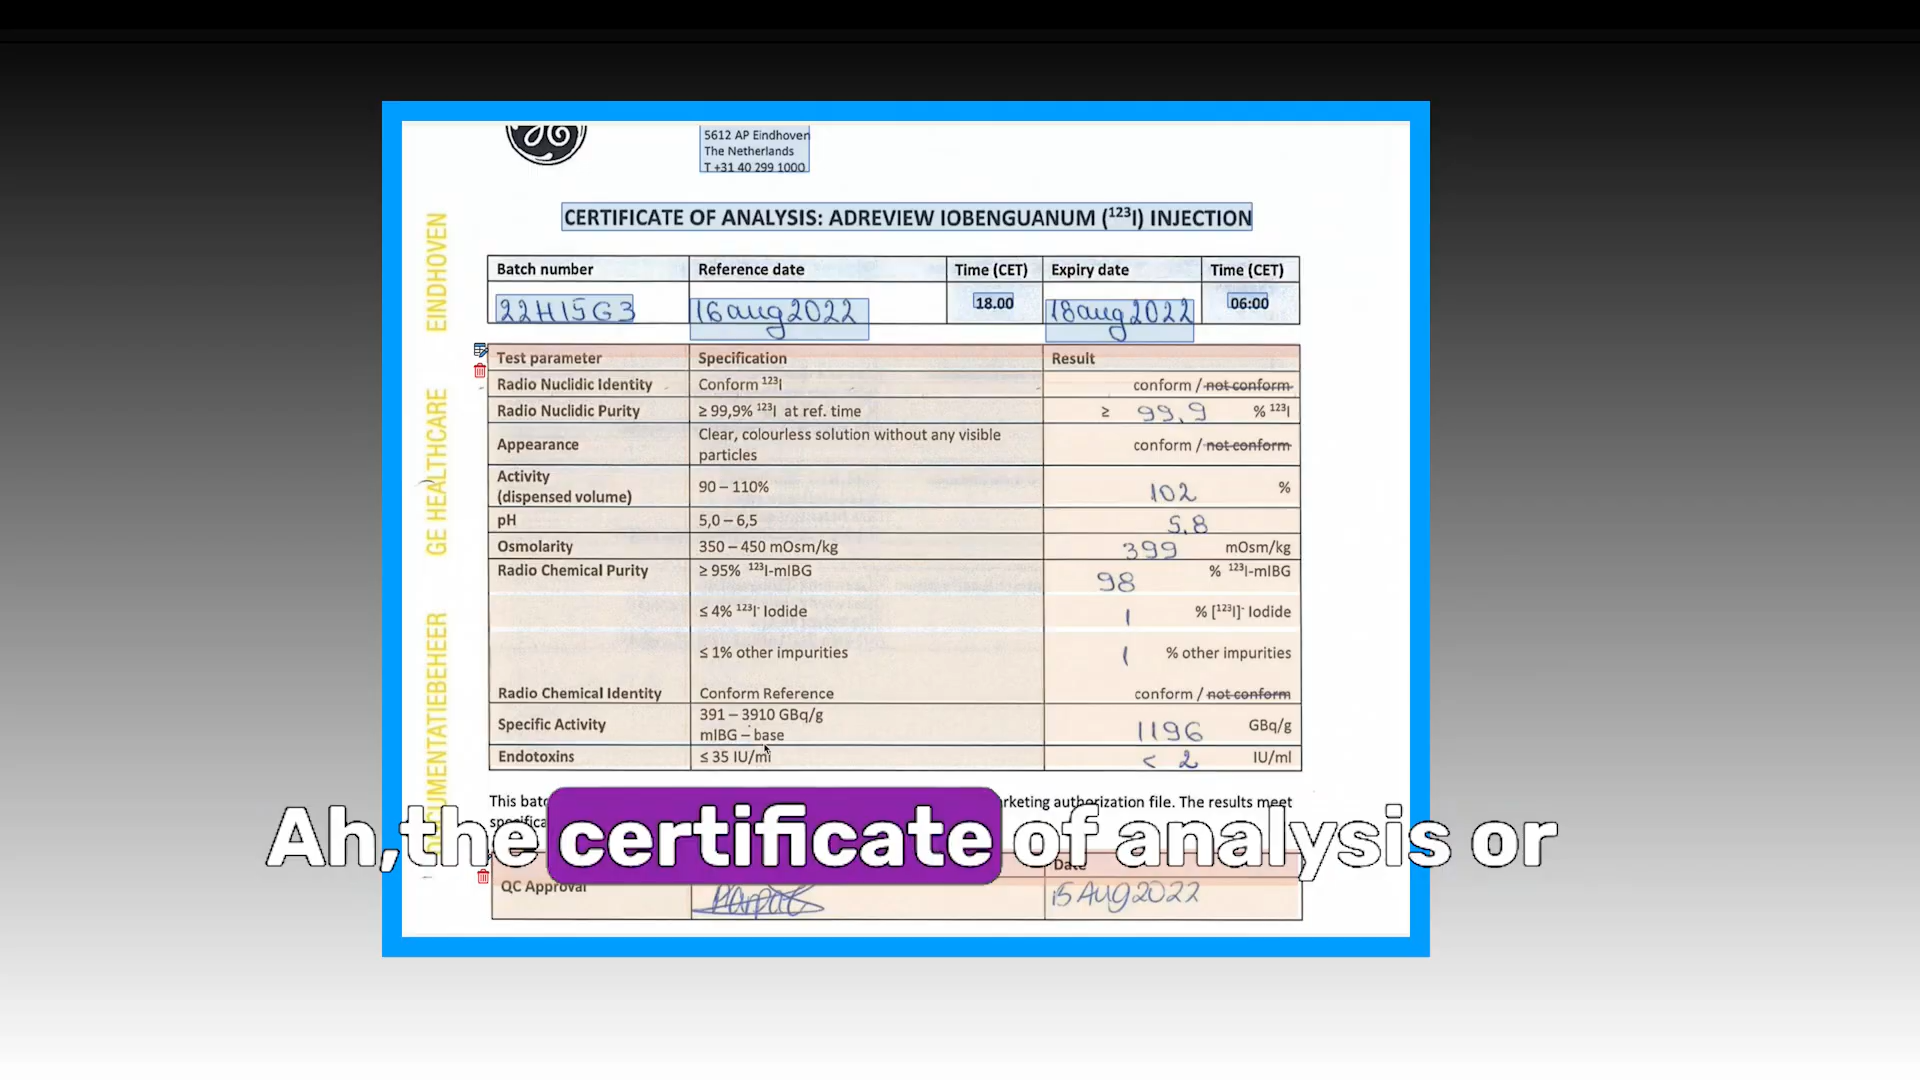 5612 AP Eindhoven
The Netherlands
T +31 40 299 1000
CERTIFICATE OF ANALYSIS: ADREVIEW IOBENGUANUM (¹²³I) INJECTION
Batch number Reference date Time (CET) Expiry date Time (CET)
22H15G3 16aug2022 18.00 18aug2022 06:00
Test parameter Specification Result
Radio Nuclidic Identity Conform ¹²³I conform / not conform
Radio Nuclidic Purity ≥ 99,9% ¹²³I at ref. time ≥ 99,9 % ¹²³I
Appearance Clear, colourless solution without any visible particles conform / not conform
Activity
(dispensed volume) 90 – 110% 102 %
pH 5,0 – 6,5 5,8
Osmolarity 350 – 450 mOsm/kg 399 mOsm/kg
Radio Chemical Purity ≥ 95% ¹²³I-mIBG 98 % ¹²³I-mIBG
≤ 4% ¹²³I⁻ Iodide 1 % [¹²³I]⁻ Iodide
≤ 1% other impurities 1 % other impurities
Radio Chemical Identity Conform Reference conform / not conform
Specific Activity 391 – 3910 GBq/g
mIBG – base 1196 GBq/g
Endotoxins ≤ 35 IU/ml < 2 IU/ml
This rketing authorization file. The results meet
Date
QC Approval 15 Aug 2022
EINDHOVEN
GE HEALTHCARE
DOCUMENTATIEBEHEER
Ah,the certificate of analysis or